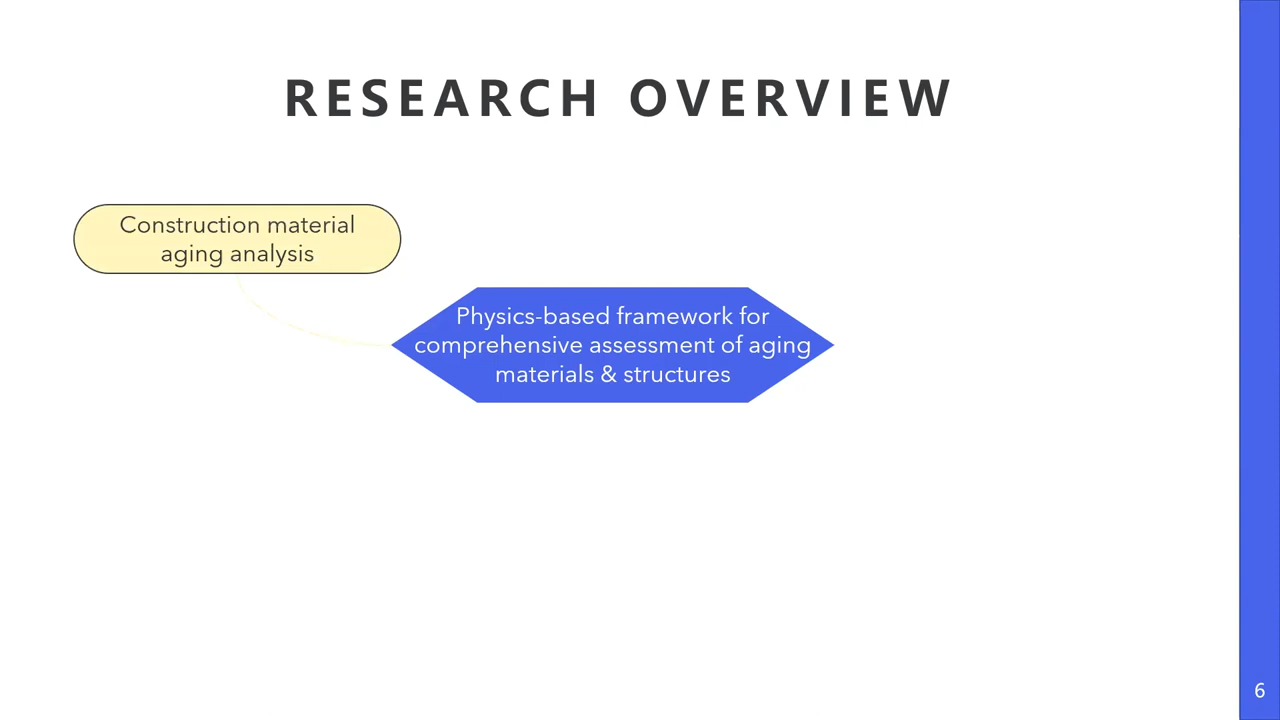 RESEARCH OVERVIEW
Construction material
aging analysis
Physics-based framework for
comprehensive assessment of aging
materials & structures
6